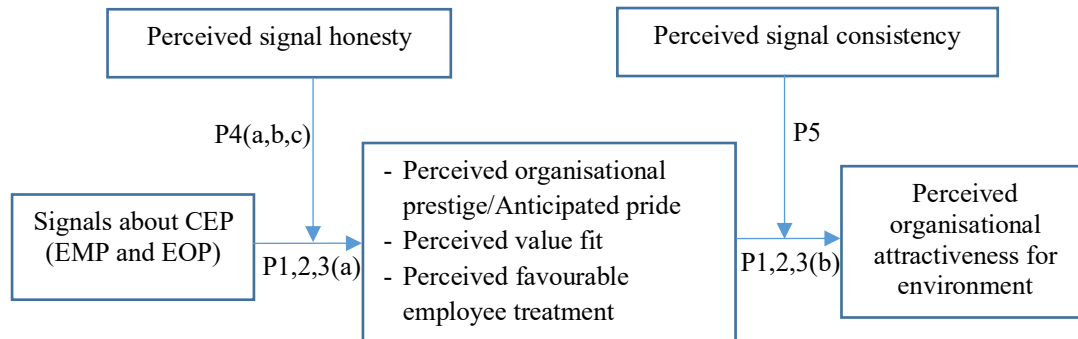 Perceived signal honesty
Perceived signal consistency
P4(a,b,c)
P5
Signals about CEP
(EMP and EOP)
P1,2,3(a)
- Perceived organisational
prestige/Anticipated pride
- Perceived value fit
- Perceived favourable
employee treatment
P1,2,3(b)
Perceived
organisational
attractiveness for
environment